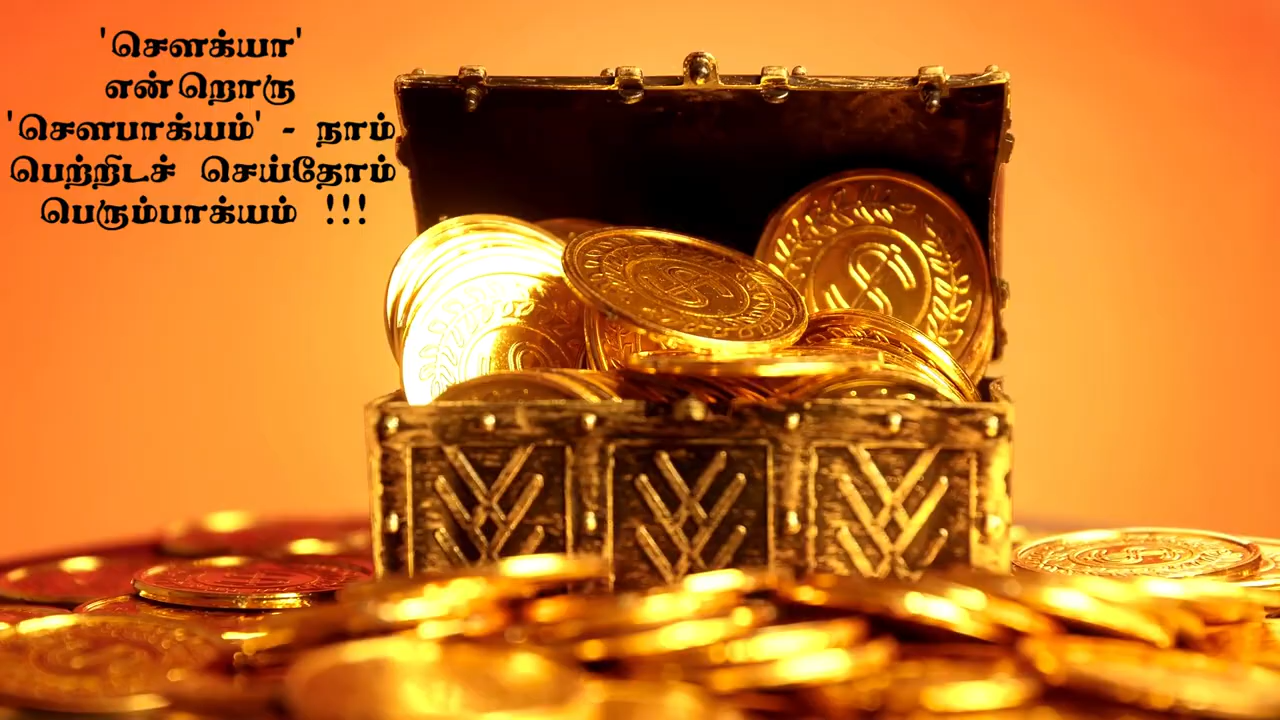 'சௌக்யா'
என்றொரு
'சௌபாக்யம்' - நாம்
பெற்றிடச் செய்தோம்
பெரும்பாக்யம் !!!